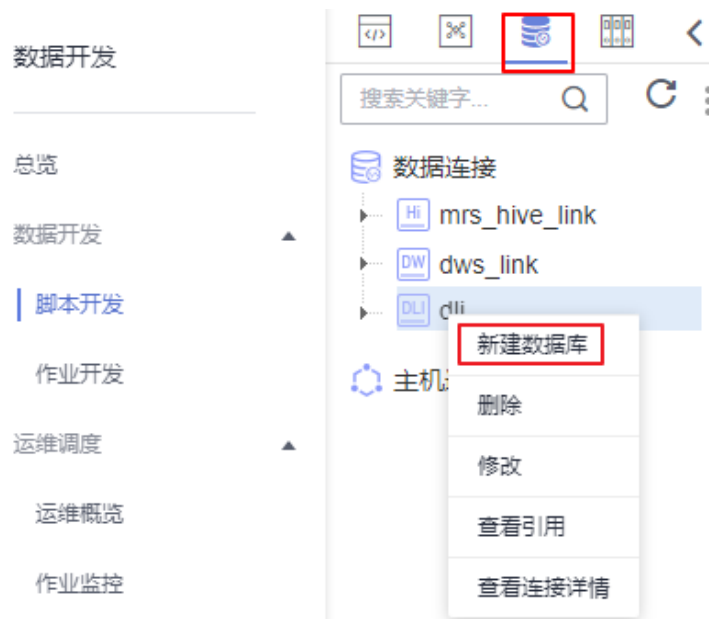 数据开发
总览
数据开发
脚本开发
作业开发
运维调度
运维概览
作业监控
搜索关键字...
数据连接
Hi mrs_hive_link
DW dws_link
DLI dli
主机
新建数据库
删除
修改
查看引用
查看连接详情